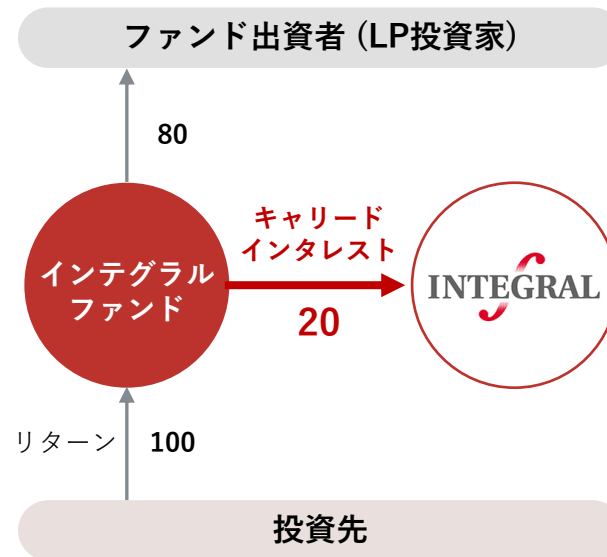 ファンド出資者 (LP投資家)
80
キャリード
インタレスト
インテグラル
ファンド
20
INTEGRAL
リターン
100
投資先